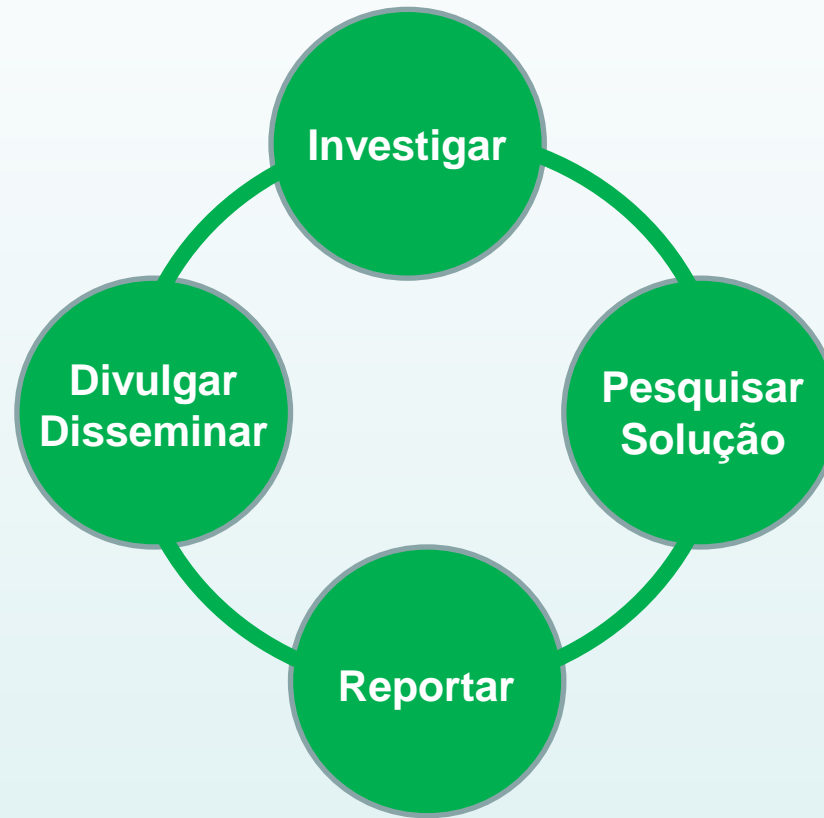 Investigar
Divulgar
Disseminar
Pesquisar
Solução
Reportar